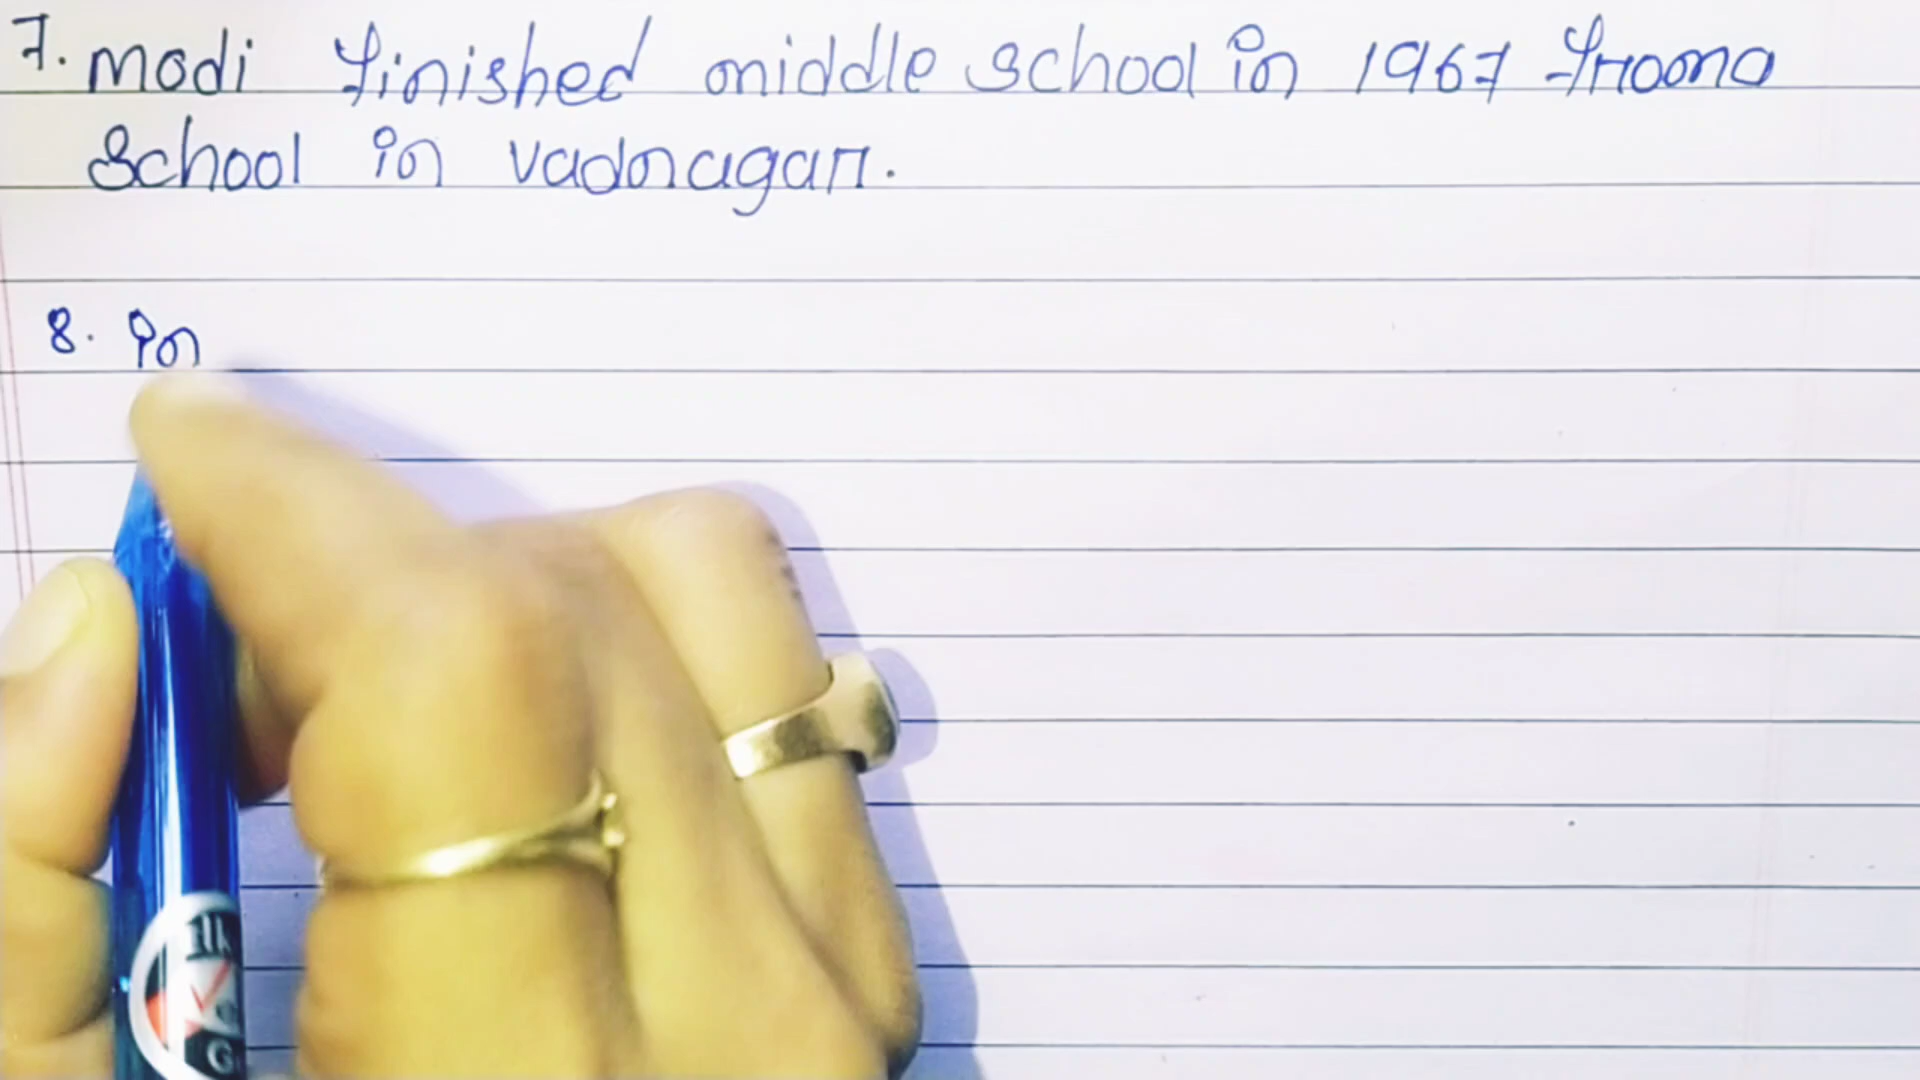 7. Modi finished middle school in 1967 from a
school in vadnagar.
8. in